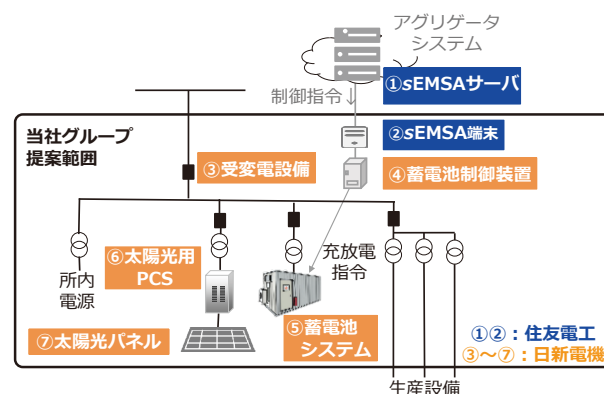 アグリゲータ
システム
①sEMSAサーバ
制御指令↓
当社グループ
提案範囲
②sEMSA端末
③受変電設備
④蓄電池制御装置
⑥太陽光用
PCS
充放電
指令
所内
電源
⑤蓄電池
システム
⑦太陽光パネル
①②：住友電工
③～⑦：日新電機
生産設備